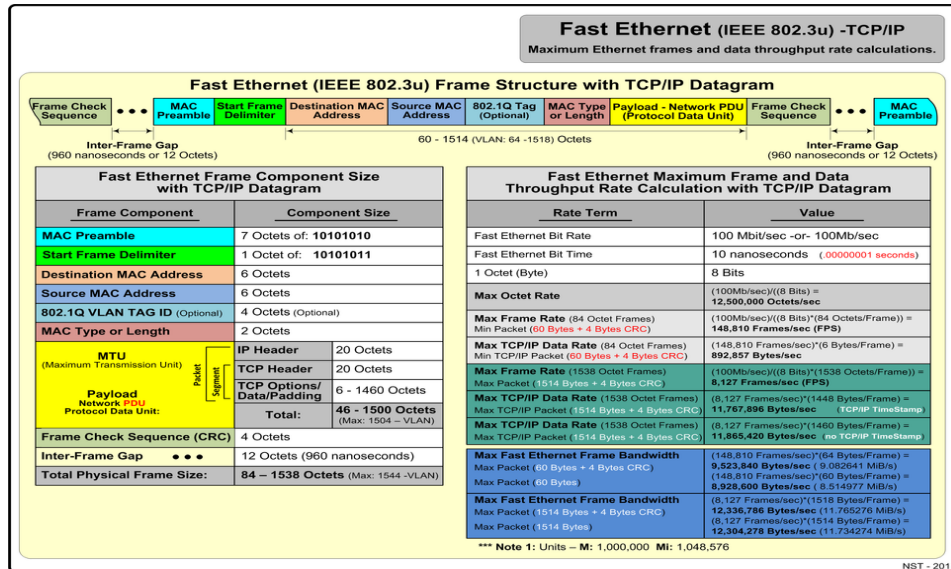 Fast Ethernet (IEEE 802.3u) -TCP/IP
Maximum Ethernet frames and data throughput rate calculations.
Fast Ethernet (IEEE 802.3u) Frame Structure with TCP/IP Datagram
Frame Check Sequence
MAC Preamble
Start Frame Delimiter
Destination MAC Address
Source MAC Address
802.1Q Tag (Optional)
MAC Type or Length
Payload - Network PDU (Protocol Data Unit)
Frame Check Sequence
MAC Preamble
60 - 1514 (VLAN: 64 -1518) Octets
Inter-Frame Gap
(960 nanoseconds or 12 Octets)
Inter-Frame Gap
(960 nanoseconds or 12 Octets)
Fast Ethernet Frame Component Size
with TCP/IP Datagram
Frame Component Component Size
MAC Preamble 7 Octets of: 10101010
Start Frame Delimiter 1 Octet of: 10101011
Destination MAC Address 6 Octets
Source MAC Address 6 Octets
802.1Q VLAN TAG ID (Optional) 4 Octets (Optional)
MAC Type or Length 2 Octets
MTU
(Maximum Transmission Unit)
Payload
Network PDU
Protocol Data Unit:
Packet
Segment
IP Header 20 Octets
TCP Header 20 Octets
TCP Options/
Data/Padding 6 - 1460 Octets
Total: 46 - 1500 Octets
(Max: 1504 – VLAN)
Frame Check Sequence (CRC) 4 Octets
Inter-Frame Gap 12 Octets (960 nanoseconds)
Total Physical Frame Size: 84 – 1538 Octets (Max: 1544 -VLAN)
Fast Ethernet Maximum Frame and Data
Throughput Rate Calculation with TCP/IP Datagram
Rate Term Value
Fast Ethernet Bit Rate 100 Mbit/sec -or- 100Mb/sec
Fast Ethernet Bit Time 10 nanoseconds (.00000001 seconds)
1 Octet (Byte) 8 Bits
Max Octet Rate
(100Mb/sec)/((8 Bits) =
12,500,000 Octets/sec
Max Frame Rate (84 Octet Frames)
Min Packet (60 Bytes + 4 Bytes CRC)
(100Mb/sec)/((8 Bits)*(84 Octets/Frame)) =
148,810 Frames/sec (FPS)
Max TCP/IP Data Rate (84 Octet Frames)
Min TCP/IP Packet (60 Bytes + 4 Bytes CRC)
(148,810 Frames/sec)*(6 Bytes/Frame) =
892,857 Bytes/sec
Max Frame Rate (1538 Octet Frames)
Max Packet (1514 Bytes + 4 Bytes CRC)
(100Mb/sec)/((8 Bits)*(1538 Octets/Frame)) =
8,127 Frames/sec (FPS)
Max TCP/IP Data Rate (1538 Octet Frames)
Max TCP/IP Packet (1514 Bytes + 4 Bytes CRC)
(8,127 Frames/sec)*(1448 Bytes/Frame) =
11,767,896 Bytes/sec (TCP/IP TimeStamp)
Max TCP/IP Data Rate (1538 Octet Frames)
Max TCP/IP Packet (1514 Bytes + 4 Bytes CRC)
(8,127 Frames/sec)*(1460 Bytes/Frame) =
11,865,420 Bytes/sec (no TCP/IP TimeStamp)
Max Fast Ethernet Frame Bandwidth
Max Packet (60 Bytes + 4 Bytes CRC)
Max Packet (60 Bytes)
(148,810 Frames/sec)*(64 Bytes/Frame) =
9,523,840 Bytes/sec ( 9.082641 MiB/s)
(148,810 Frames/sec)*(60 Bytes/Frame) =
8,928,600 Bytes/sec ( 8.514977 MiB/s)
Max Fast Ethernet Frame Bandwidth
Max Packet (1514 Bytes + 4 Bytes CRC)
Max Packet (1514 Bytes)
(8,127 Frames/sec)*(1518 Bytes/Frame) =
12,336,786 Bytes/sec (11.765276 MiB/s)
(8,127 Frames/sec)*(1514 Bytes/Frame) =
12,304,278 Bytes/sec (11.734274 MiB/s)
*** Note 1: Units – M: 1,000,000 Mi: 1,048,576
NST - 201